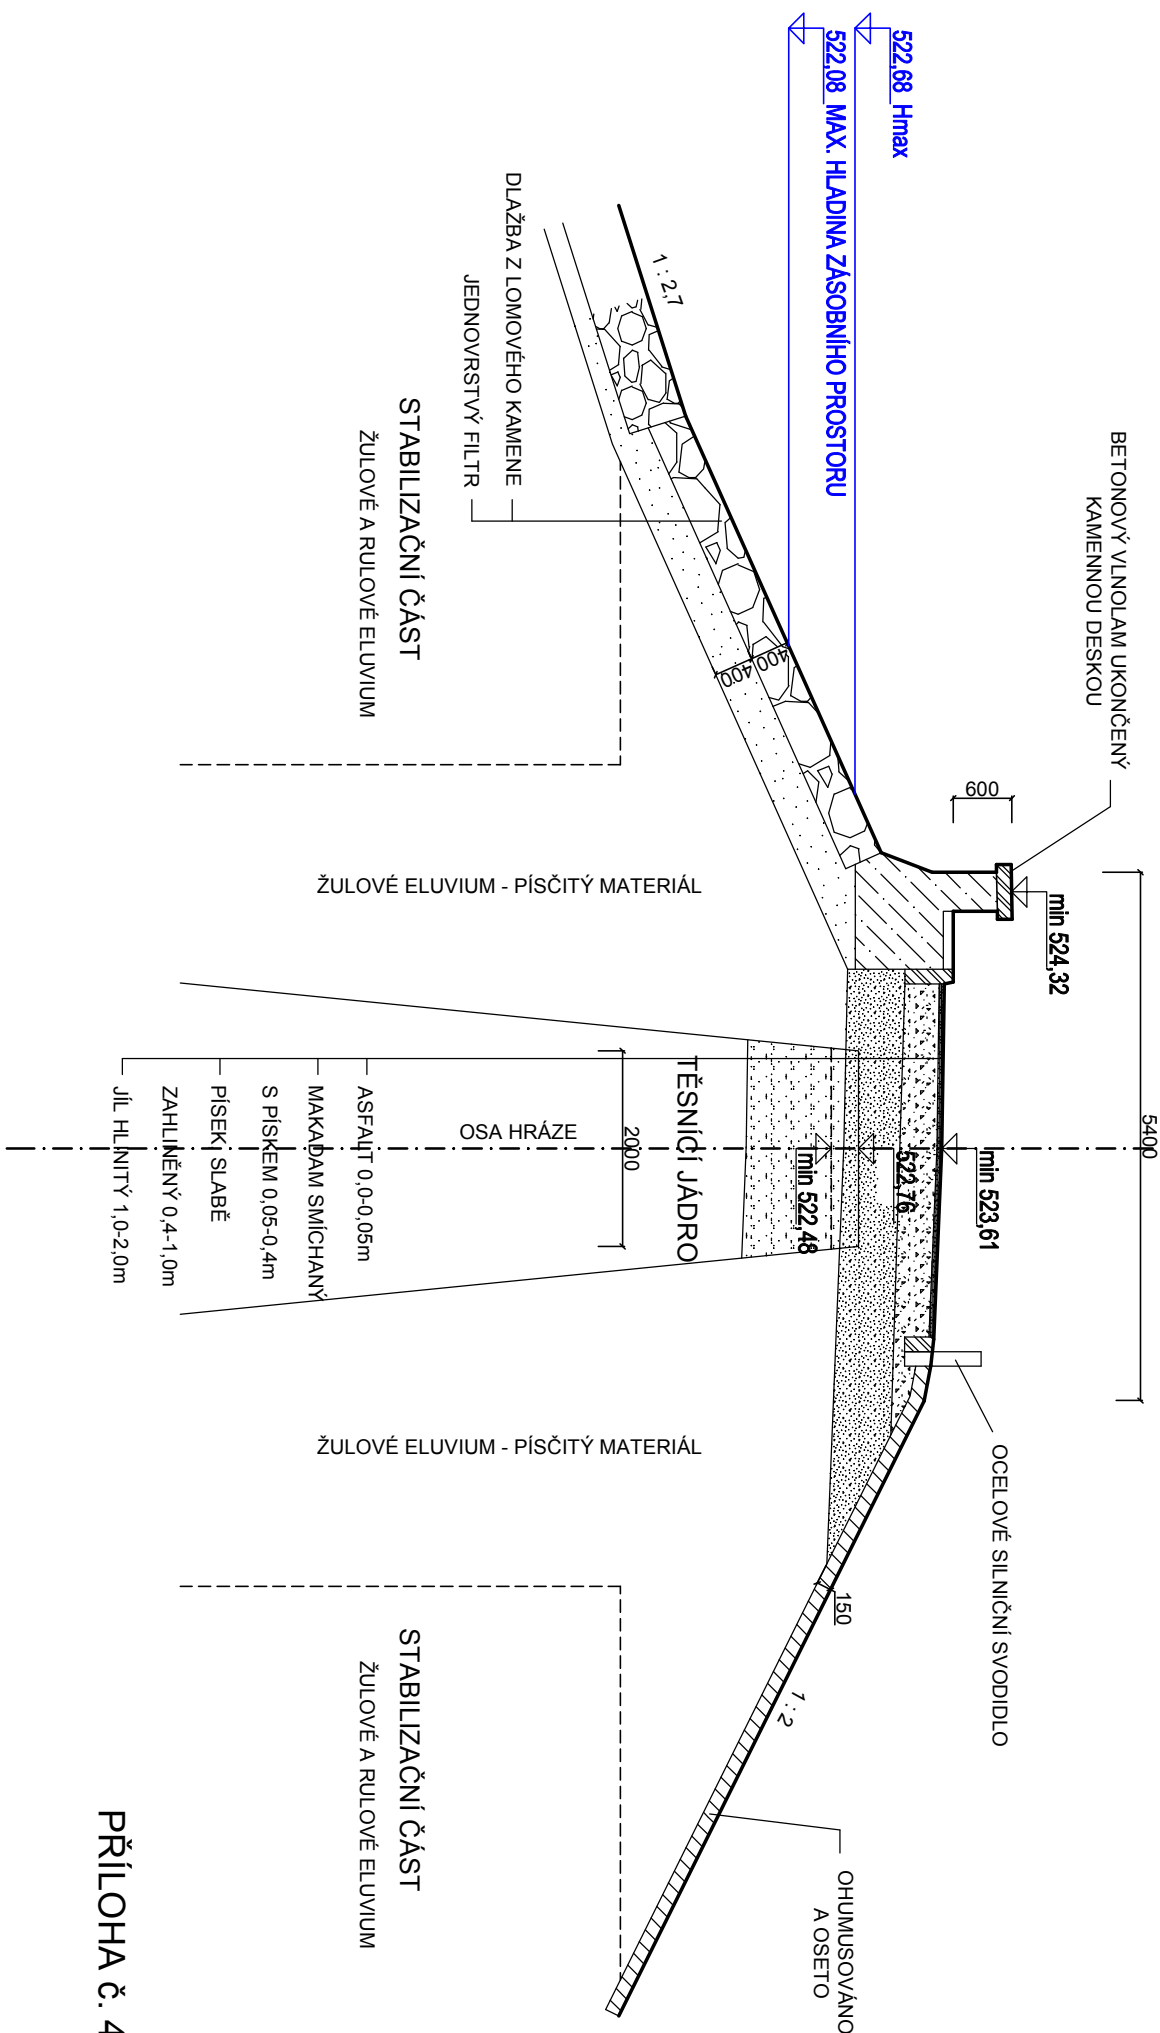 522,68 Hmax
522,08 MAX. HLADINA ZÁSOBNÍHO PROSTORU
BETONOVÝ VLNOLAM UKONČENÝ
KAMENNOU DESKOU
600
min 524,32
5400
min 523,61
522,76
min 522,48
OCELOVÉ SILNIČNÍ SVODIDLO
OHUMUSOVÁNO
A OSETO
1 : 2,7
400
400
150
1 : 2
DLAŽBA Z LOMOVÉHO KAMENE
JEDNOVRSTVÝ FILTR
TĚSNÍCÍ JÁDRO
2000
OSA HRÁZE
STABILIZAČNÍ ČÁST
ŽULOVÉ A RULOVÉ ELUVIUM
ŽULOVÉ ELUVIUM - PÍSČITÝ MATERIÁL
ASFALT 0,0-0,05m
MAKADAM SMÍCHANÝ
S PÍSKEM 0,05-0,4m
PÍSEK SLABĚ
ZAHLINĚNÝ 0,4-1,0m
JÍL HLINITÝ 1,0-2,0m
ŽULOVÉ ELUVIUM - PÍSČITÝ MATERIÁL
STABILIZAČNÍ ČÁST
ŽULOVÉ A RULOVÉ ELUVIUM
PŘÍLOHA č. 4